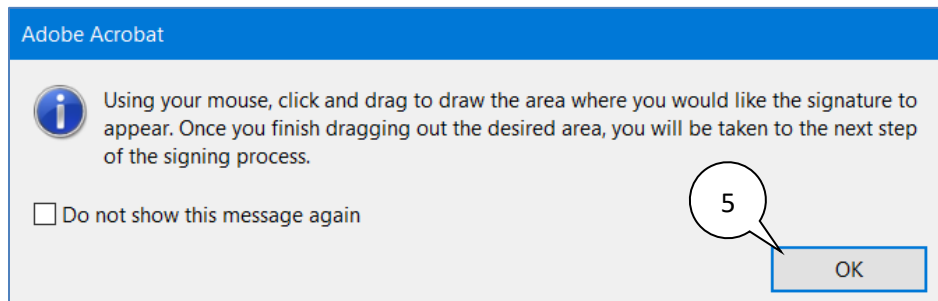 Adobe Acrobat
Using your mouse, click and drag to draw the area where you would like the signature to
appear. Once you finish dragging out the desired area, you will be taken to the next step
of the signing process.
Do not show this message again
5
OK